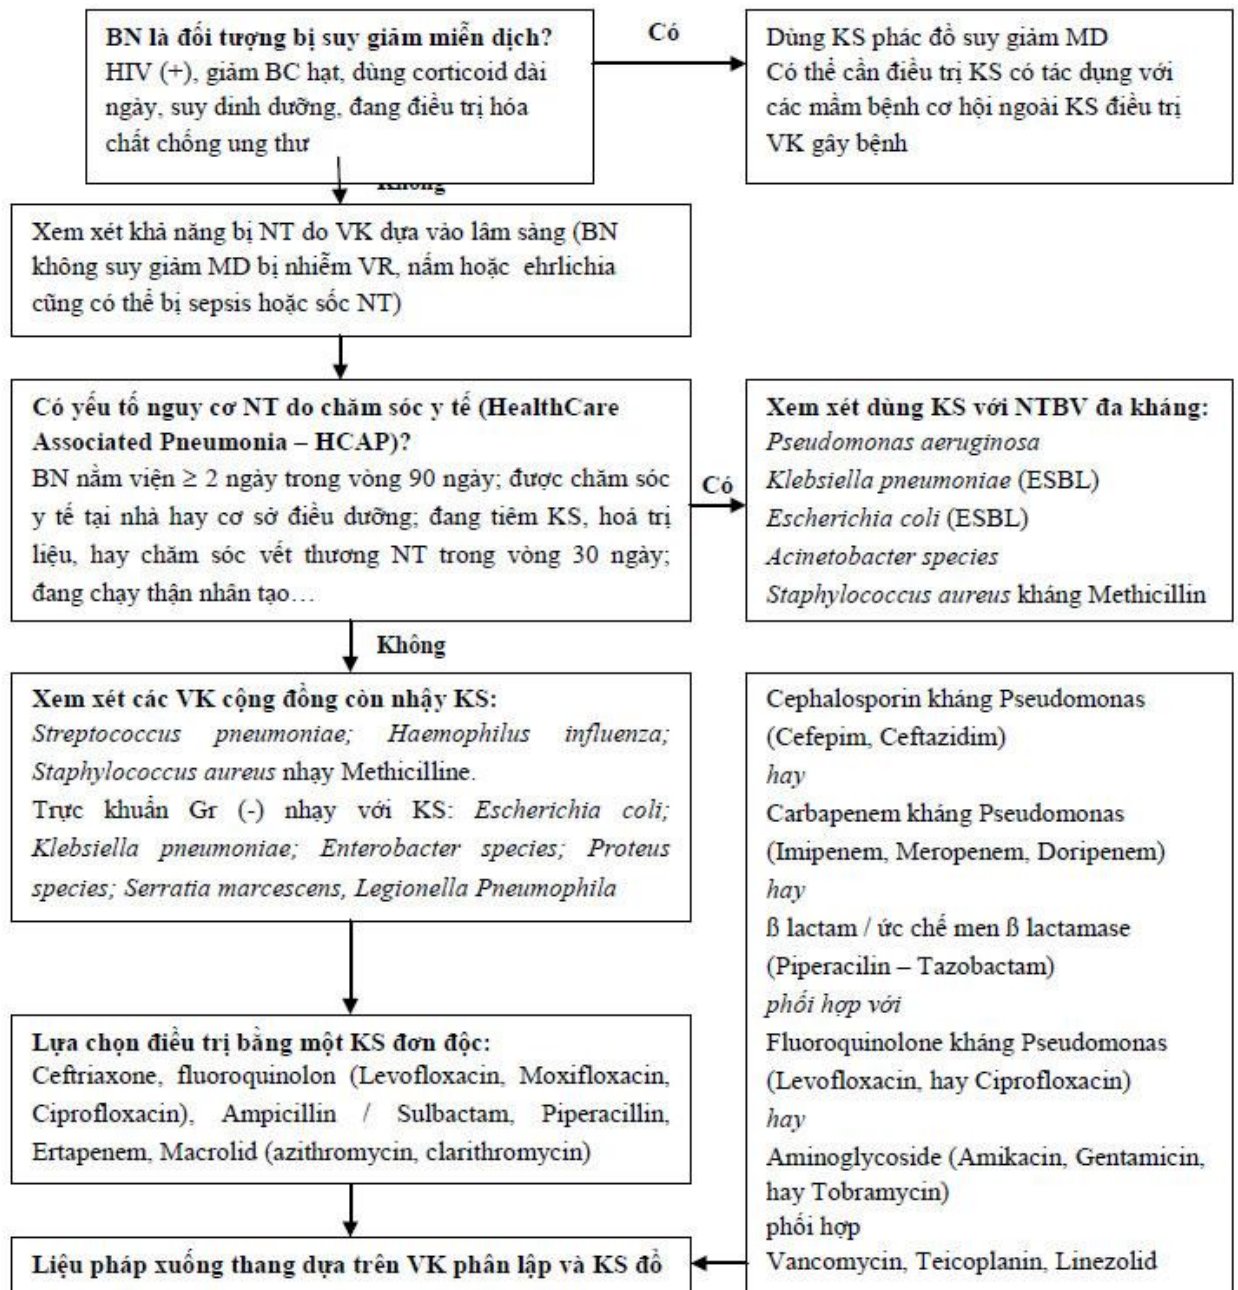 BN là đối tượng bị suy giảm miễn dịch?
HIV (+), giảm BC hạt, dùng corticoid dài
ngày, suy dinh dưỡng, đang điều trị hóa
chất chống ung thư
Có
Dùng KS phác đồ suy giảm MD
Có thể cần điều trị KS có tác dụng với
các mầm bệnh cơ hội ngoài KS điều trị
VK gây bệnh
Không
Xem xét khả năng bị NT do VK dựa vào lâm sàng (BN
không suy giảm MD bị nhiễm VR, nấm hoặc ehrlichia
cũng có thể bị sepsis hoặc sốc NT)
Có yếu tố nguy cơ NT do chăm sóc y tế (HealthCare
Associated Pneumonia – HCAP)?
BN nằm viện ≥ 2 ngày trong vòng 90 ngày; được chăm sóc
y tế tại nhà hay cơ sở điều dưỡng; đang tiêm KS, hoá trị
liệu, hay chăm sóc vết thương NT trong vòng 30 ngày;
đang chạy thận nhân tạo…
Có
Xem xét dùng KS với NTBV đa kháng:
Pseudomonas aeruginosa
Klebsiella pneumoniae (ESBL)
Escherichia coli (ESBL)
Acinetobacter species
Staphylococcus aureus kháng Methicillin
Không
Xem xét các VK cộng đồng còn nhậy KS:
Streptococcus pneumoniae; Haemophilus influenza;
Staphylococcus aureus nhạy Methicilline.
Trực khuẩn Gr (-) nhạy với KS: Escherichia coli;
Klebsiella pneumoniae; Enterobacter species; Proteus
species; Serratia marcescens, Legionella Pneumophila
Lựa chọn điều trị bằng một KS đơn độc:
Ceftriaxone, fluoroquinolon (Levofloxacin, Moxifloxacin,
Ciprofloxacin), Ampicillin / Sulbactam, Piperacillin,
Ertapenem, Macrolid (azithromycin, clarithromycin)
Cephalosporin kháng Pseudomonas
(Cefepim, Ceftazidim)
hay
Carbapenem kháng Pseudomonas
(Imipenem, Meropenem, Doripenem)
hay
ß lactam / ức chế men ß lactamase
(Piperacilin – Tazobactam)
phối hợp với
Fluoroquinolone kháng Pseudomonas
(Levofloxacin, hay Ciprofloxacin)
hay
Aminoglycoside (Amikacin, Gentamicin,
hay Tobramycin)
phối hợp
Vancomycin, Teicoplanin, Linezolid
Liệu pháp xuống thang dựa trên VK phân lập và KS đồ